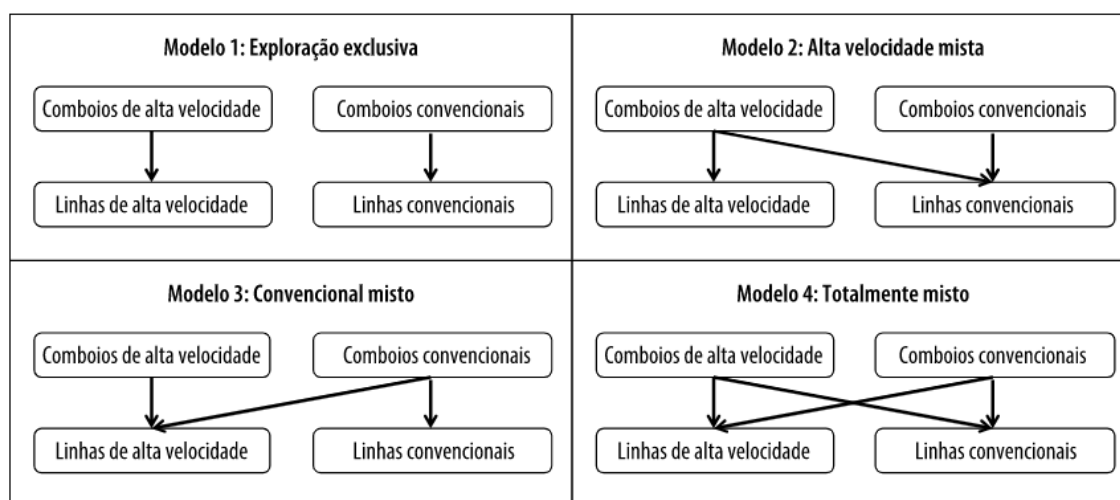 Modelo 1: Exploração exclusiva
Comboios de alta velocidade
Comboios convencionais
Linhas de alta velocidade
Linhas convencionais
Modelo 2: Alta velocidade mista
Comboios de alta velocidade
Comboios convencionais
Linhas de alta velocidade
Linhas convencionais
Modelo 3: Convencional misto
Comboios de alta velocidade
Comboios convencionais
Linhas de alta velocidade
Linhas convencionais
Modelo 4: Totalmente misto
Comboios de alta velocidade
Comboios convencionais
Linhas de alta velocidade
Linhas convencionais